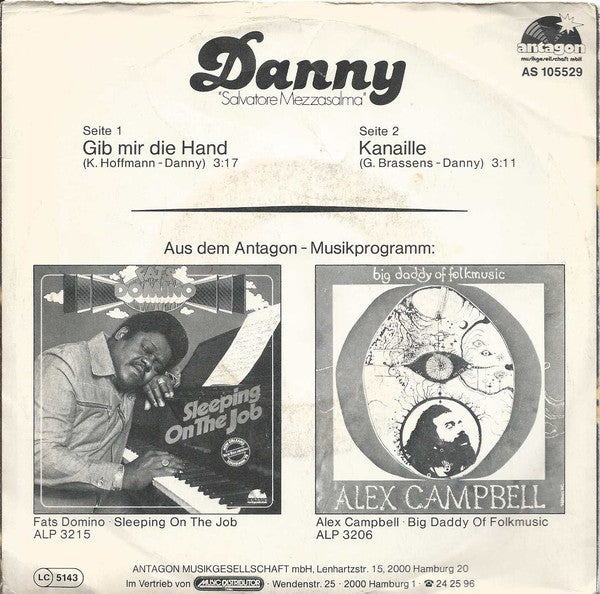 antagon
musikgesellschaft mbH
AS 105529
Danny
"Salvatore Mezzasalma"
Seite 1
Gib mir die Hand
(K. Hoffmann - Danny) 3:17
Seite 2
Kanaille
(G. Brassens - Danny) 3:11
Aus dem Antagon - Musikprogramm:
FATS
DOMINO
Sleeping
On The Job
antagon
big daddy of folkmusic
ALEX CAMPBELL
Fats Domino · Sleeping On The Job
ALP 3215
Alex Campbell · Big Daddy Of Folkmusic
ALP 3206
LC 5143
ANTAGON MUSIKGESELLSCHAFT mbH, Lenhartzstr. 15, 2000 Hamburg 20
Im Vertrieb von MUSIC DISTRIBUTOR · Wendenstr. 25 · 2000 Hamburg 1 · ☎ 24 25 96